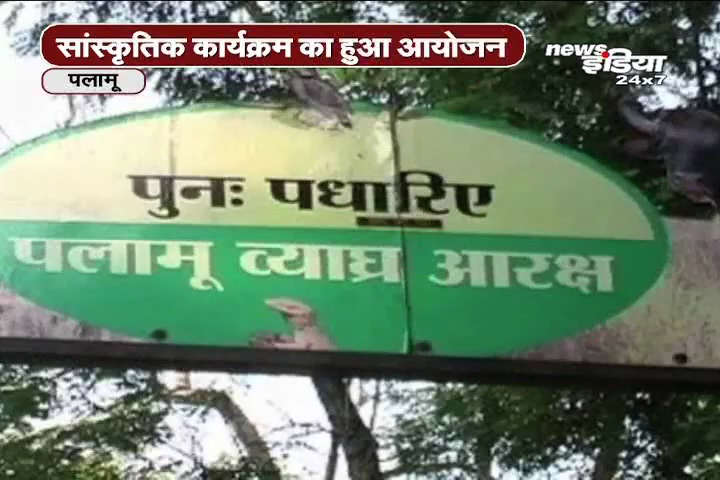 सांस्कृतिक कार्यक्रम का हुआ आयोजन
पलामू
news
इंडिया
24x7
पुनः पधारिए
पलामू व्याघ्र आरक्ष